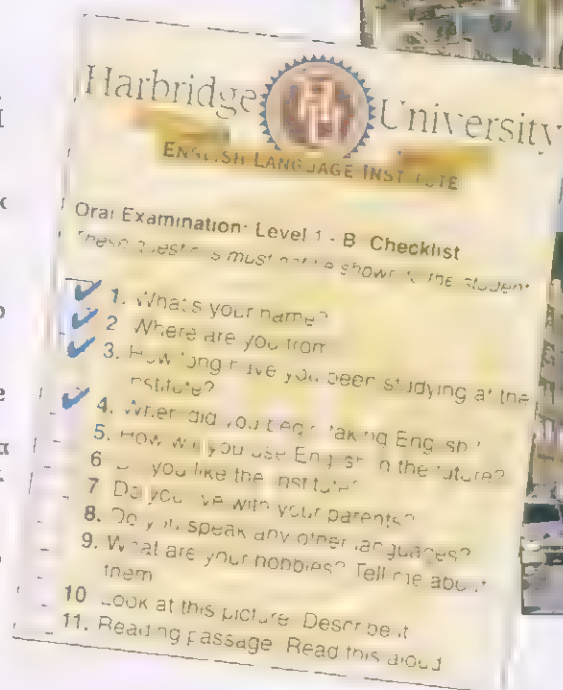 Harbridge University
ENGLISH LANGUAGE INSTITUTE
Oral Examination: Level 1 - B Checklist
These questions must not be shown to the student
1. What's your name?
2 Where are you from
3. How long have you been studying at the
institute?
4. When did you begin taking English?
5. How will you use English in the future?
6 Do you like the institute?
7 Do you live with your parents?
8. Do you speak any other languages?
9. What are your hobbies? Tell me about
them
10 Look at this picture Describe it
11. Reading passage Read this aloud